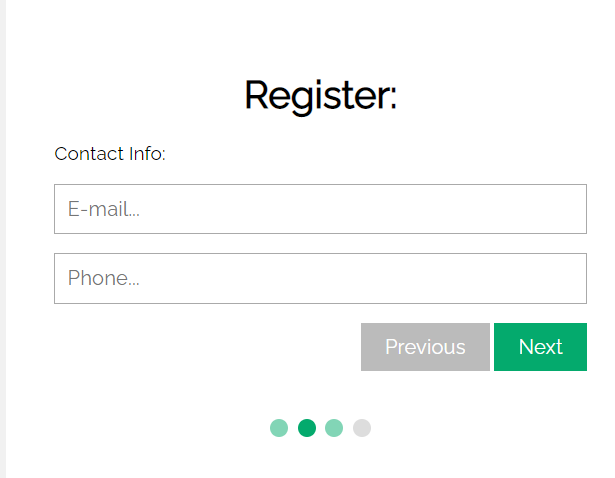 Register:
Contact Info:
E-mail...
Phone...
Previous Next